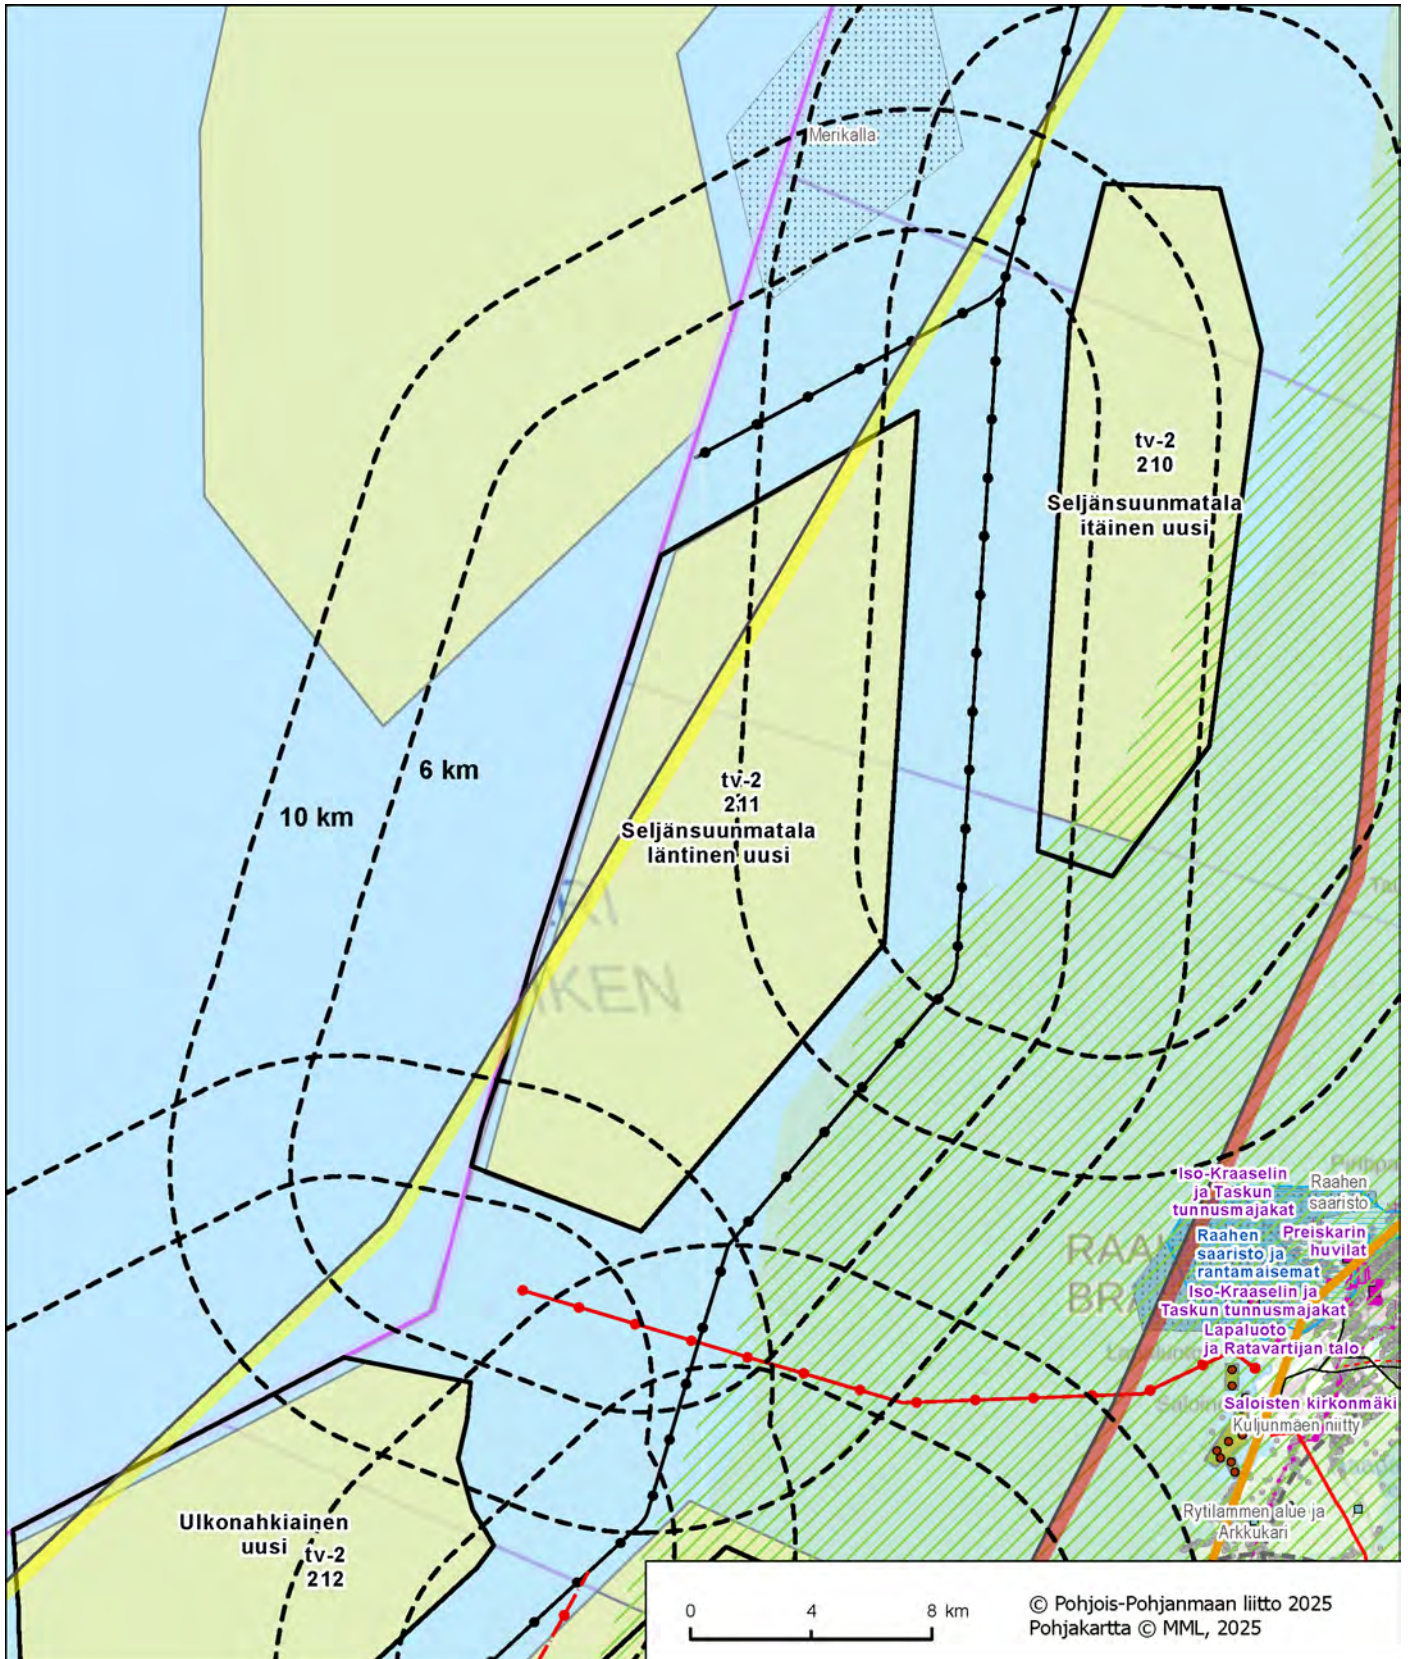 Merikalla
tv-2
210
Seljänsuunmatala
itäinen uusi
6 km
10 km
tv-2
211
Seljänsuunmatala
läntinen uusi
IKEN
Iso-Kraaselin
ja Taskun
tunnusmajakat
Raahen
saaristo
Raahen
saaristo ja
rantamaisemat
Preiskarin
huvilat
Iso-Kraaselin ja
Taskun tunnusmajakat
Lapaluoto
ja Ratavartijan talo
Saloisten kirkonmäki
Kuljunmäen niitty
Rytilammen alue ja
Arkkukari
Ulkonahkiainen
uusi
tv-2
212
0 4 8 km
© Pohjois-Pohjanmaan liitto 2025
Pohjakartta © MML, 2025